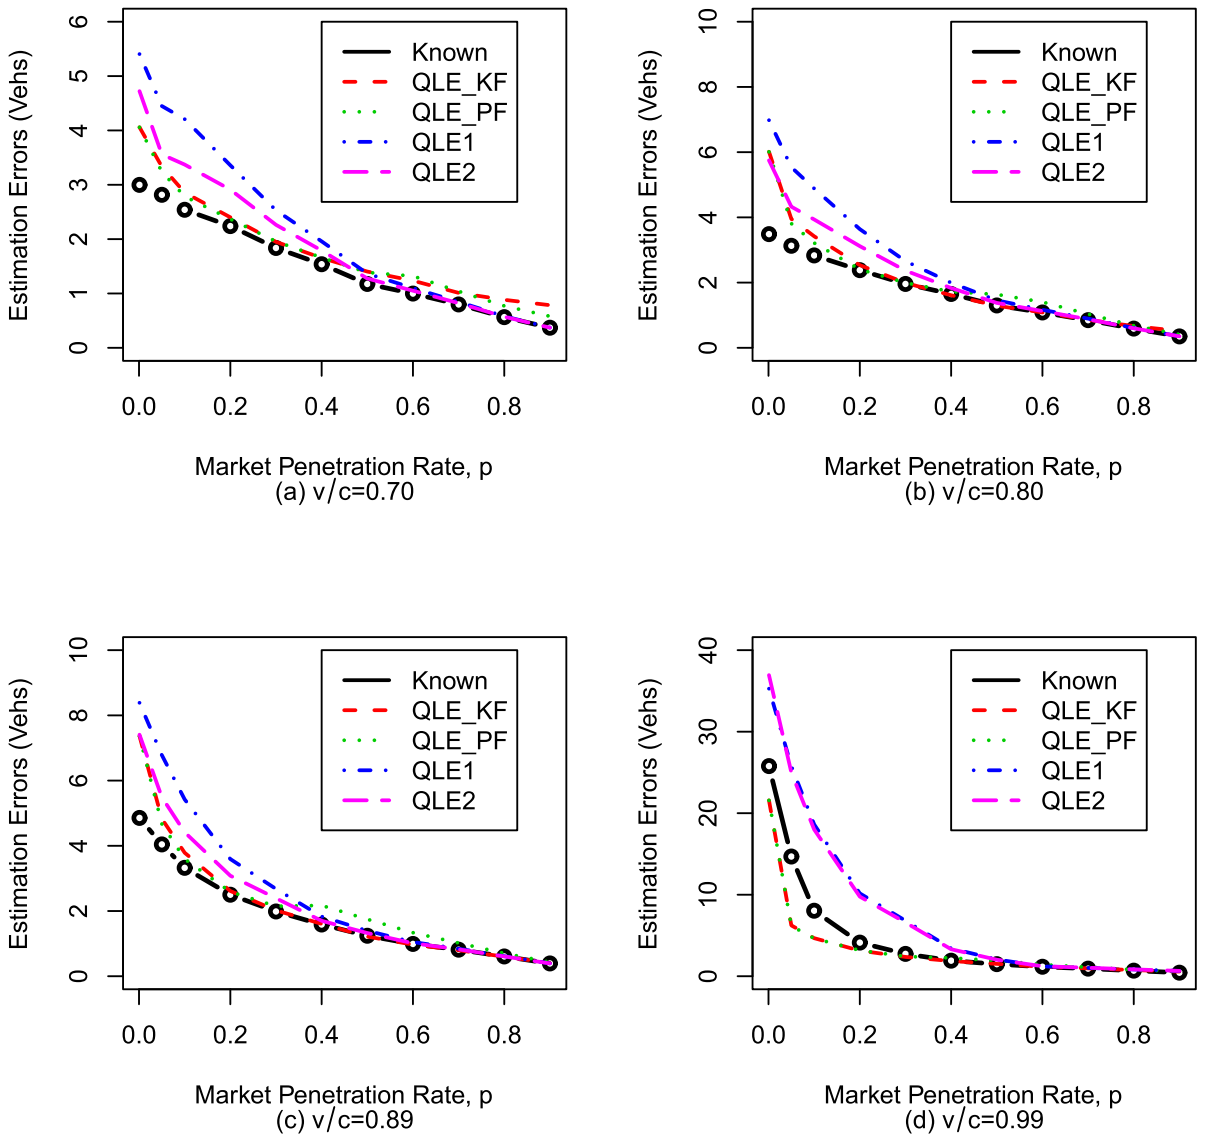 Estimation Errors (Vehs)
6
5
4
3
2
1
0
Known
QLE_KF
QLE_PF
QLE1
QLE2
0.0 0.2 0.4 0.6 0.8
Market Penetration Rate, p
(a) v/c=0.70
Estimation Errors (Vehs)
10
8
6
4
2
0
Known
QLE_KF
QLE_PF
QLE1
QLE2
0.0 0.2 0.4 0.6 0.8
Market Penetration Rate, p
(b) v/c=0.80
Estimation Errors (Vehs)
10
8
6
4
2
0
Known
QLE_KF
QLE_PF
QLE1
QLE2
0.0 0.2 0.4 0.6 0.8
Market Penetration Rate, p
(c) v/c=0.89
Estimation Errors (Vehs)
40
30
20
10
0
Known
QLE_KF
QLE_PF
QLE1
QLE2
0.0 0.2 0.4 0.6 0.8
Market Penetration Rate, p
(d) v/c=0.99